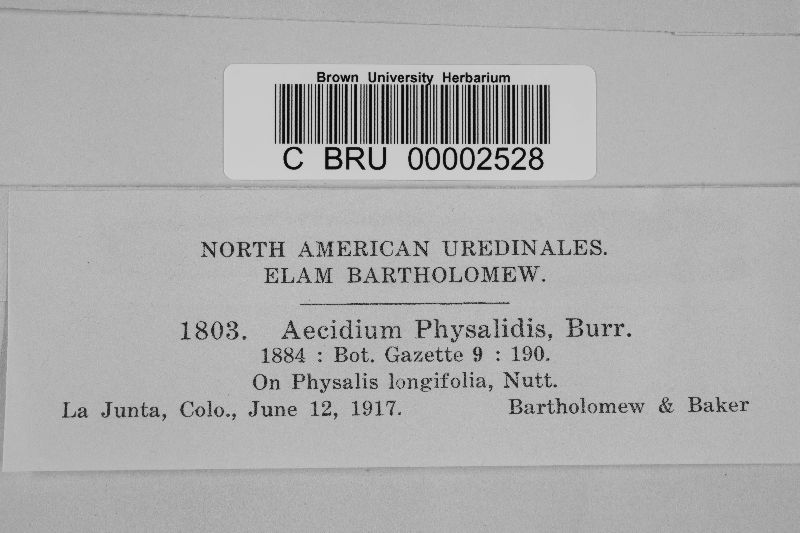 Brown University Herbarium
C BRU 00002528
NORTH AMERICAN UREDINALES.
ELAM BARTHOLOMEW.
1803. Aecidium Physalidis, Burr.
1884 : Bot. Gazette 9 : 190.
On Physalis longifolia, Nutt.
La Junta, Colo., June 12, 1917. Bartholomew & Baker